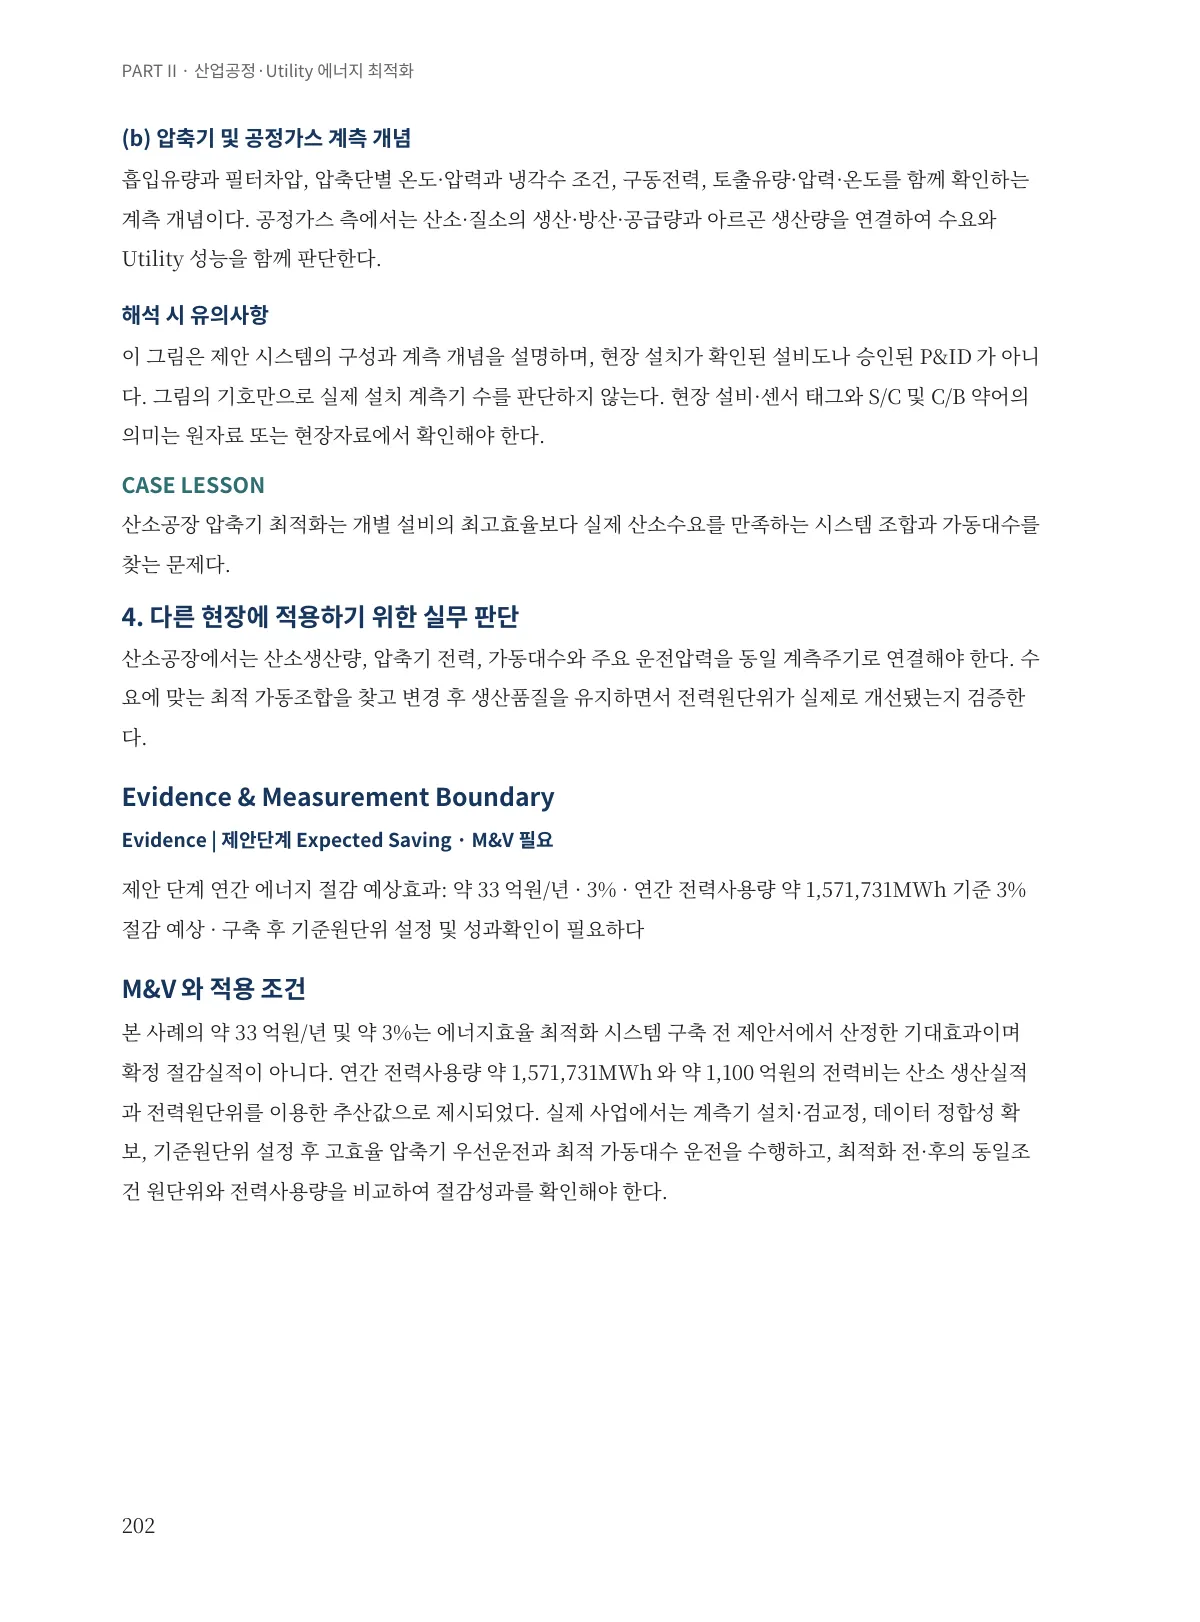 PART II · 산업공정·Utility 에너지 최적화
(b) 압축기 및 공정가스 계측 개념
흡입유량과 필터차압, 압축단별 온도·압력과 냉각수 조건, 구동전력, 토출유량·압력·온도를 함께 확인하는
계측 개념이다. 공정가스 측에서는 산소·질소의 생산·방산·공급량과 아르곤 생산량을 연결하여 수요와
Utility 성능을 함께 판단한다.
해석 시 유의사항
이 그림은 제안 시스템의 구성과 계측 개념을 설명하며, 현장 설치가 확인된 설비도나 승인된 P&ID 가 아니
다. 그림의 기호만으로 실제 설치 계측기 수를 판단하지 않는다. 현장 설비·센서 태그와 S/C 및 C/B 약어의
의미는 원자료 또는 현장자료에서 확인해야 한다.
CASE LESSON
산소공장 압축기 최적화는 개별 설비의 최고효율보다 실제 산소수요를 만족하는 시스템 조합과 가동대수를
찾는 문제다.
4. 다른 현장에 적용하기 위한 실무 판단
산소공장에서는 산소생산량, 압축기 전력, 가동대수와 주요 운전압력을 동일 계측주기로 연결해야 한다. 수
요에 맞는 최적 가동조합을 찾고 변경 후 생산품질을 유지하면서 전력원단위가 실제로 개선됐는지 검증한
다.
Evidence & Measurement Boundary
Evidence | 제안단계 Expected Saving · M&V 필요
제안 단계 연간 에너지 절감 예상효과: 약 33 억원/년 · 3% · 연간 전력사용량 약 1,571,731MWh 기준 3%
절감 예상 · 구축 후 기준원단위 설정 및 성과확인이 필요하다
M&V 와 적용 조건
본 사례의 약 33 억원/년 및 약 3%는 에너지효율 최적화 시스템 구축 전 제안서에서 산정한 기대효과이며
확정 절감실적이 아니다. 연간 전력사용량 약 1,571,731MWh 와 약 1,100 억원의 전력비는 산소 생산실적
과 전력원단위를 이용한 추산값으로 제시되었다. 실제 사업에서는 계측기 설치·검교정, 데이터 정합성 확
보, 기준원단위 설정 후 고효율 압축기 우선운전과 최적 가동대수 운전을 수행하고, 최적화 전·후의 동일조
건 원단위와 전력사용량을 비교하여 절감성과를 확인해야 한다.
202